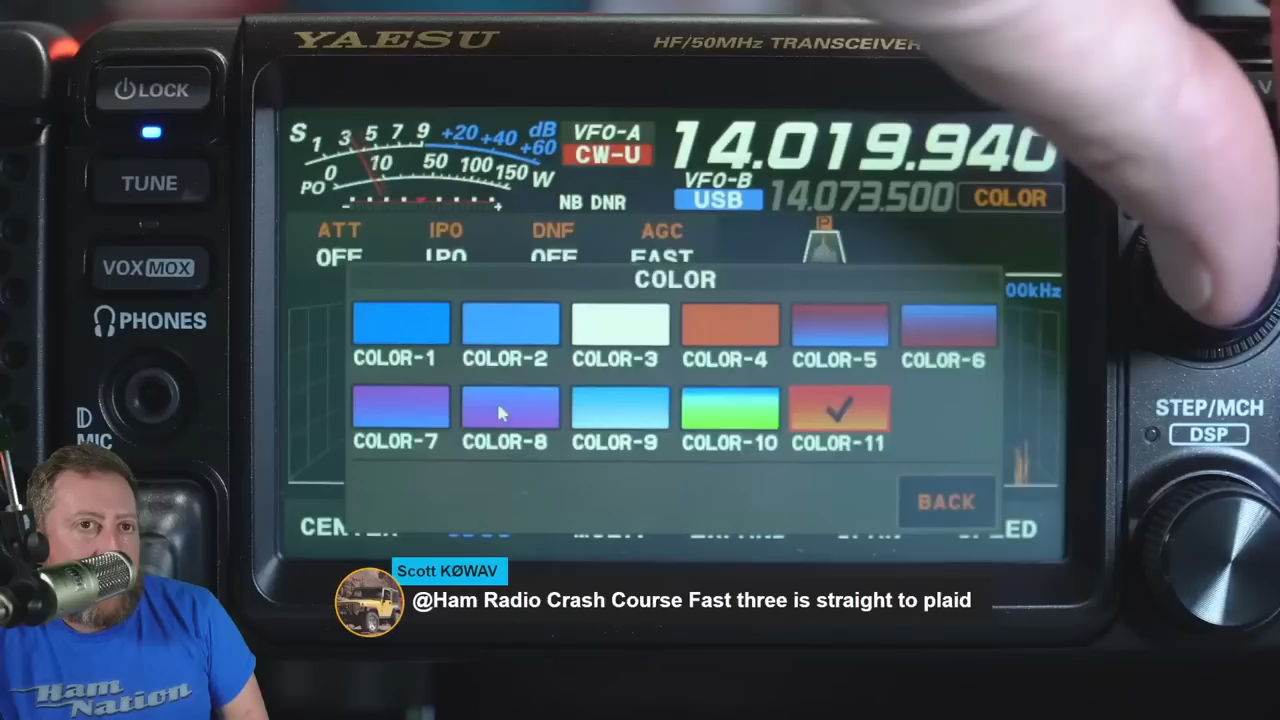 YAESU
HF/50MHz TRANSCEIVER
LOCK
TUNE
VOX MOX
PHONES
MIC
S 1 3 5 7 9 +20 +40 +60 dB
PO 0 10 50 100 150 W
VFO-A
CW-U
14.019.940
VFO-B
USB
14.073.500
COLOR
NB DNR
ATT
IPO
DNF
AGC
OFF
IPO
OFF
FAST
P
00kHz
COLOR
COLOR-1 COLOR-2 COLOR-3 COLOR-4 COLOR-5 COLOR-6
COLOR-7 COLOR-8 COLOR-9 COLOR-10 COLOR-11
BACK
CENTER
STEP/MCH
DSP
Scott KØWAV
@Ham Radio Crash Course Fast three is straight to plaid
Ham
Nation